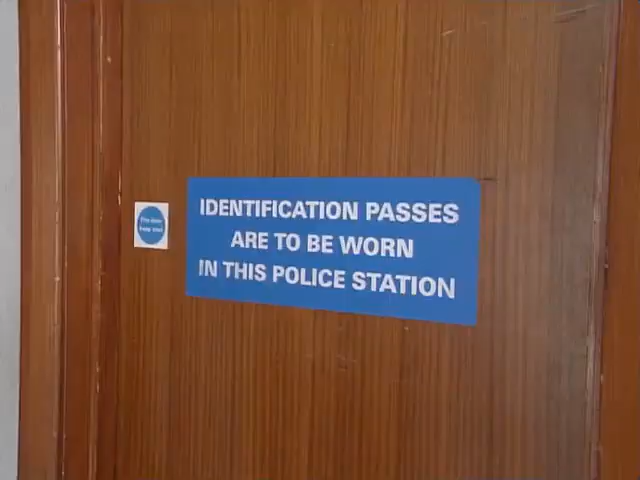 IDENTIFICATION PASSES
ARE TO BE WORN
IN THIS POLICE STATION